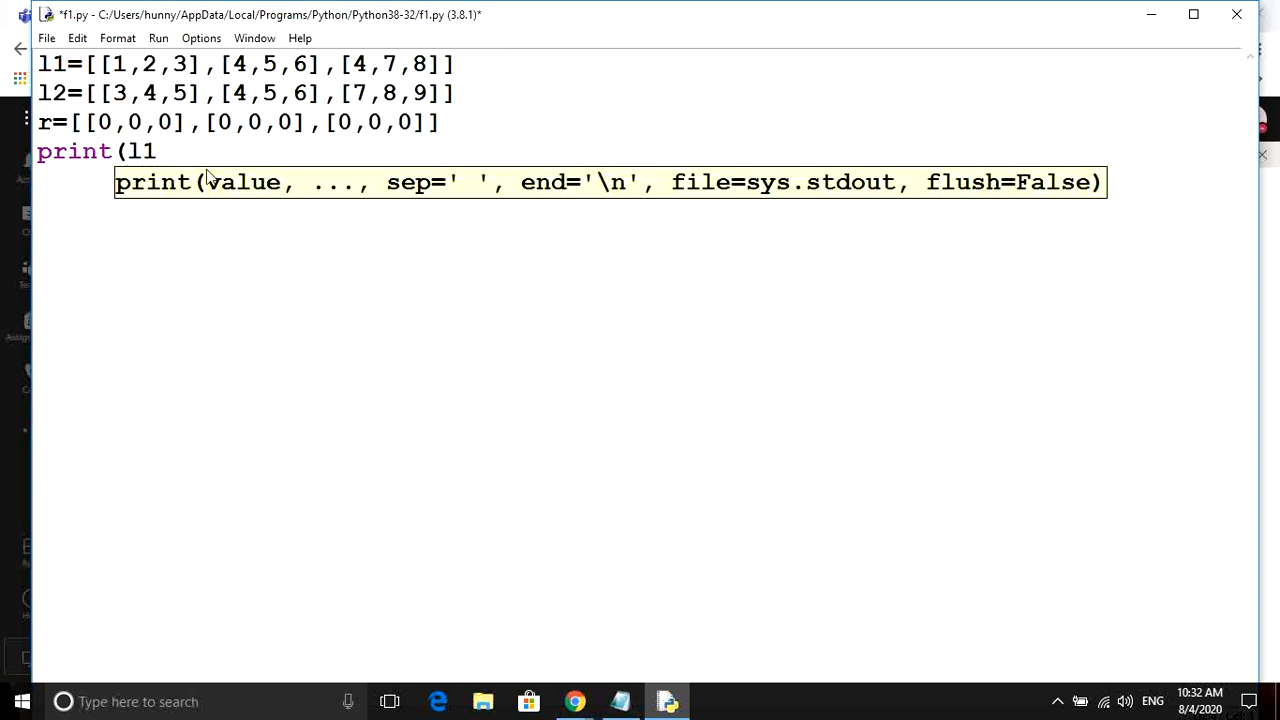 *f1.py - C:/Users/hunny/AppData/Local/Programs/Python/Python38-32/f1.py (3.8.1)*
File Edit Format Run Options Window Help
l1=[[1,2,3],[4,5,6],[4,7,8]]
l2=[[3,4,5],[4,5,6],[7,8,9]]
r=[[0,0,0],[0,0,0],[0,0,0]]
print(l1
print(value, ..., sep=' ', end='\n', file=sys.stdout, flush=False)
Type here to search
ENG
10:32 AM
8/4/2020